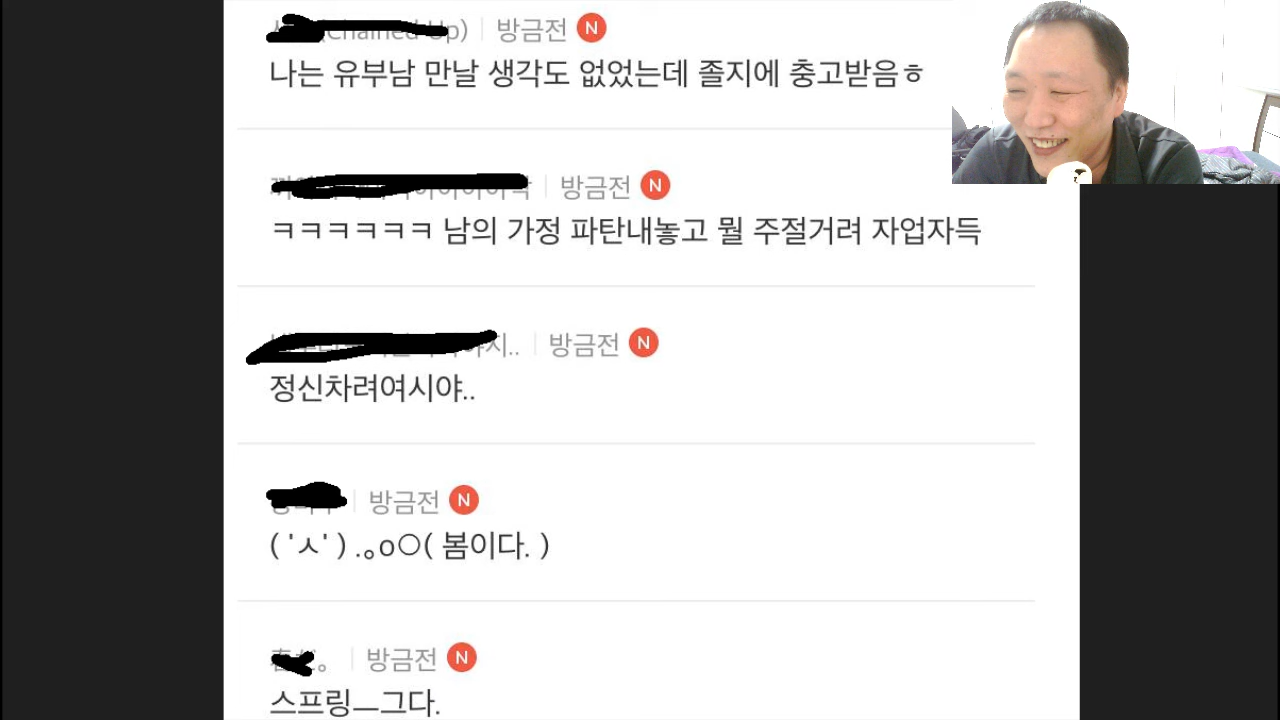 (Chained Up) 방금전 N
나는 유부남 만날 생각도 없었는데 졸지에 충고받음ㅎ
방금전 N
ㅋㅋㅋㅋㅋㅋ 남의 가정 파탄내놓고 뭘 주절거려 자업자득
방금전 N
정신차려여시야..
방금전 N
( 'ㅅ' ) .｡o○( 봄이다. )
방금전 N
스프링ㅡ그다.